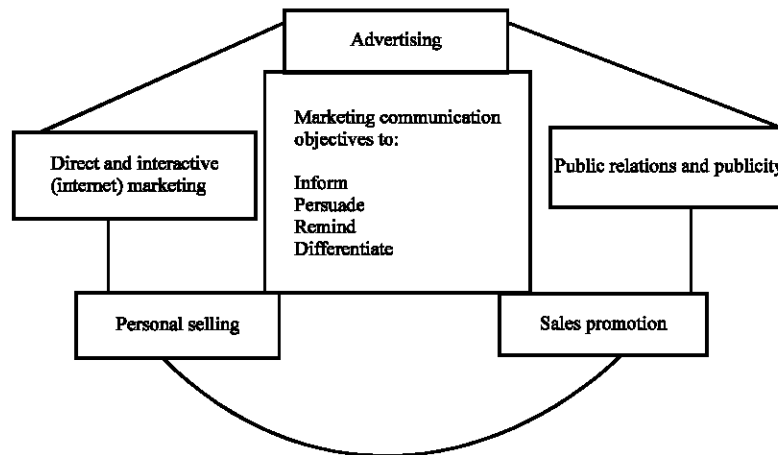 Advertising
Marketing communication
objectives to:
Inform
Persuade
Remind
Differentiate
Direct and interactive
(internet) marketing
Public relations and publicity
Personal selling
Sales promotion